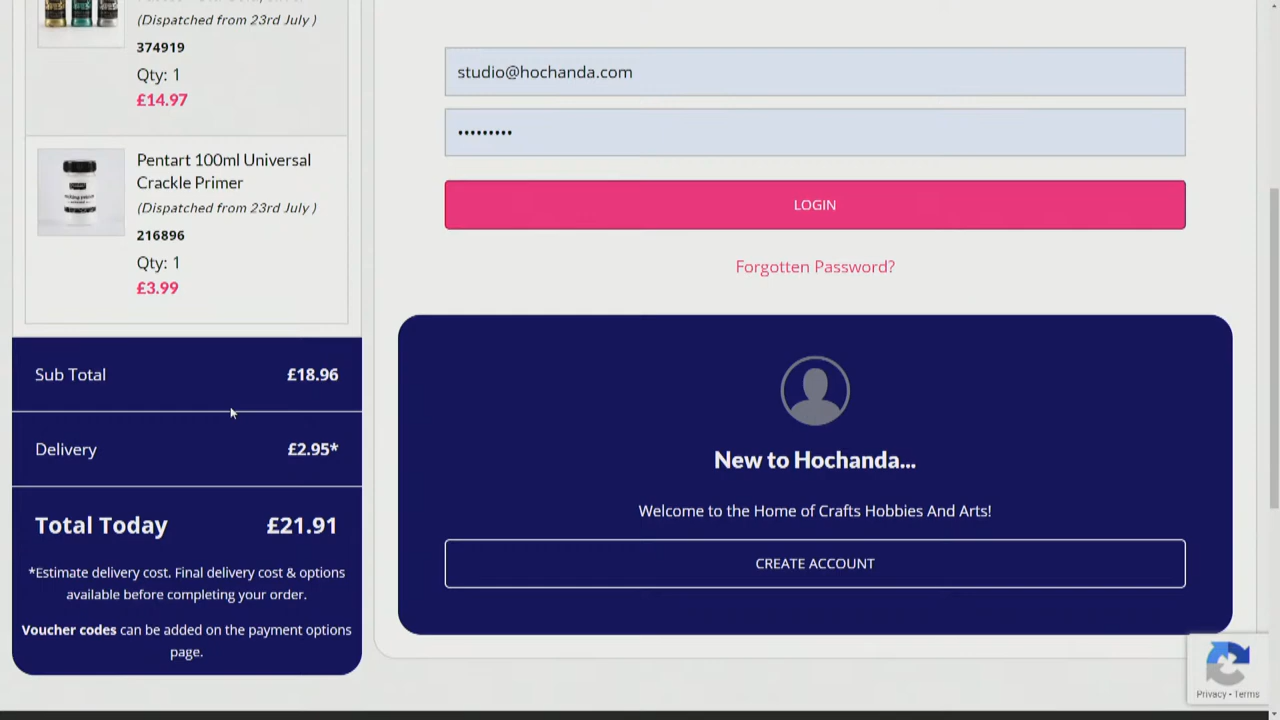 (Dispatched from 23rd July )
374919
Qty: 1
£14.97
Pentart 100ml Universal
Crackle Primer
(Dispatched from 23rd July )
216896
Qty: 1
£3.99
Sub Total £18.96
Delivery £2.95*
Total Today £21.91
*Estimate delivery cost. Final delivery cost & options
available before completing your order.
Voucher codes can be added on the payment options
page.
studio@hochanda.com
•••••••••
LOGIN
Forgotten Password?
New to Hochanda...
Welcome to the Home of Crafts Hobbies And Arts!
CREATE ACCOUNT
Privacy - Terms